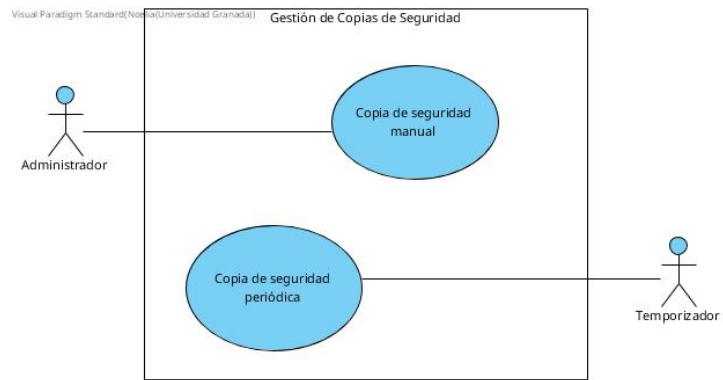 Visual Paradigm Standard(Noelia(Universidad Granada))
Gestión de Copias de Seguridad
Copia de seguridad
manual
Administrador
Copia de seguridad
periódica
Temporizador